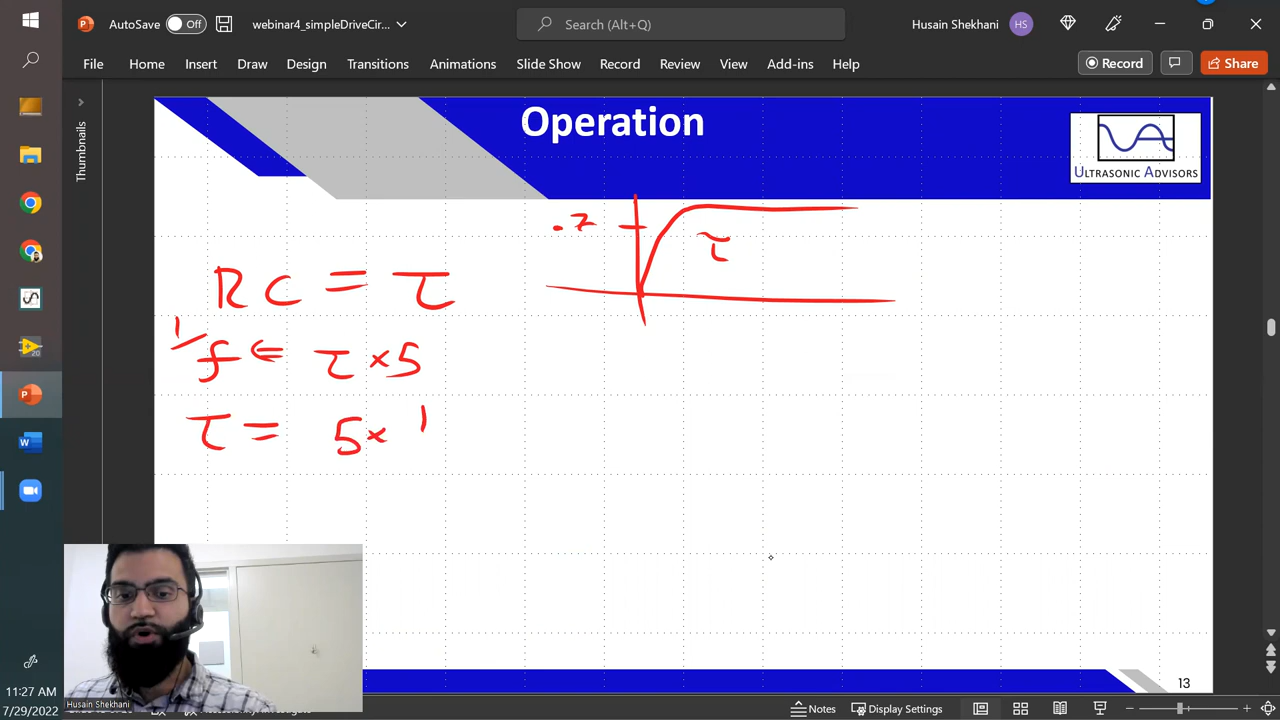 AutoSave Off webinar4_simpleDriveCir... Search (Alt+Q) Husain Shekhani HS
File Home Insert Draw Design Transitions Animations Slide Show Record Review View Add-ins Help Record Share
Thumbnails
Operation
ULTRASONIC ADVISORS
.7
τ
RC = τ
1/f ← τ × 5
τ = 5 × 1
Husain Shekhani
13
11:27 AM
7/29/2022
Notes Display Settings